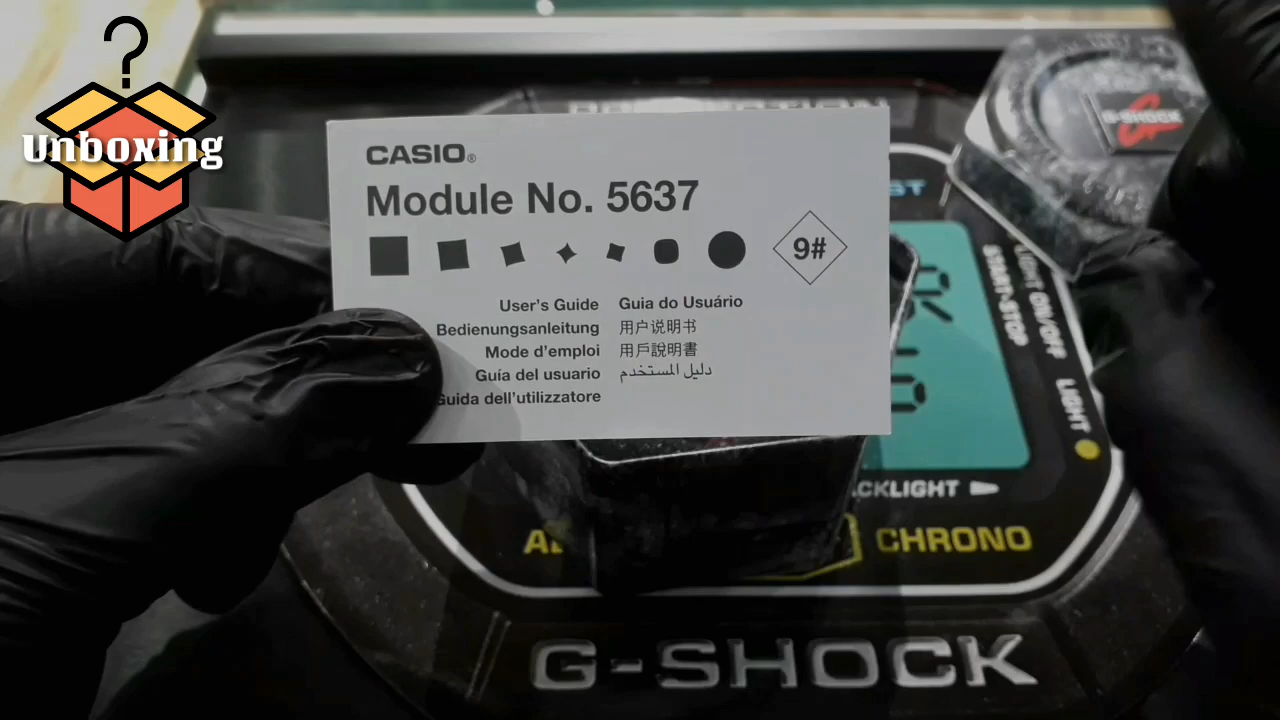 ?
Unboxing
CASIO®
Module No. 5637
9#
User's Guide
Bedienungsanleitung
Mode d'emploi
Guía del usuario
Guida dell'utilizzatore
Guia do Usuário
用户说明书
用戶說明書
دليل المستخدم
G-SHOCK
LIGHT ON/OFF
START-STOP
LIGHT
CHRONO
G-SHOCK